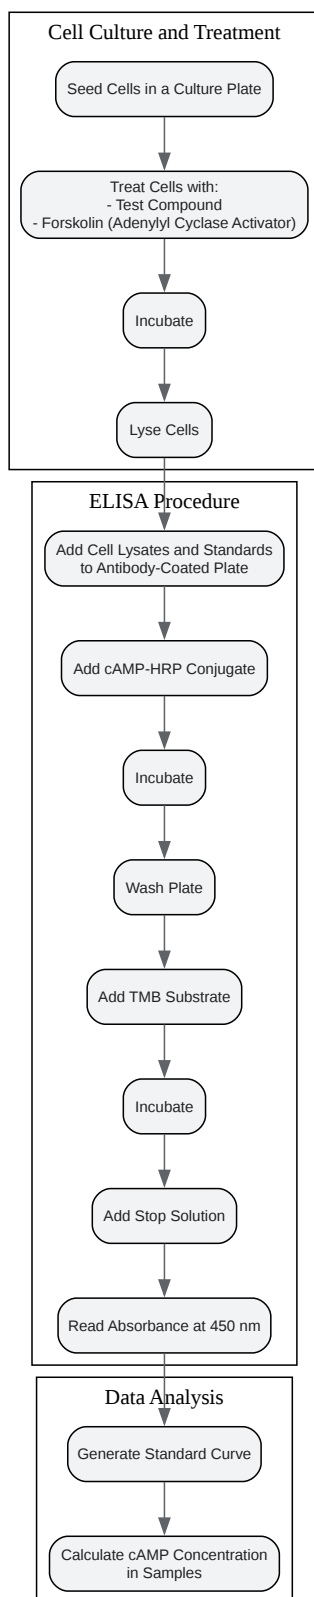 Cell Culture and Treatment
Seed Cells in a Culture Plate
Treat Cells with:
- Test Compound
- Forskolin (Adenylyl Cyclase Activator)
Incubate
Lyse Cells
ELISA Procedure
Add Cell Lysates and Standards
to Antibody-Coated Plate
Add cAMP-HRP Conjugate
Incubate
Wash Plate
Add TMB Substrate
Incubate
Add Stop Solution
Read Absorbance at 450 nm
Data Analysis
Generate Standard Curve
Calculate cAMP Concentration
in Samples